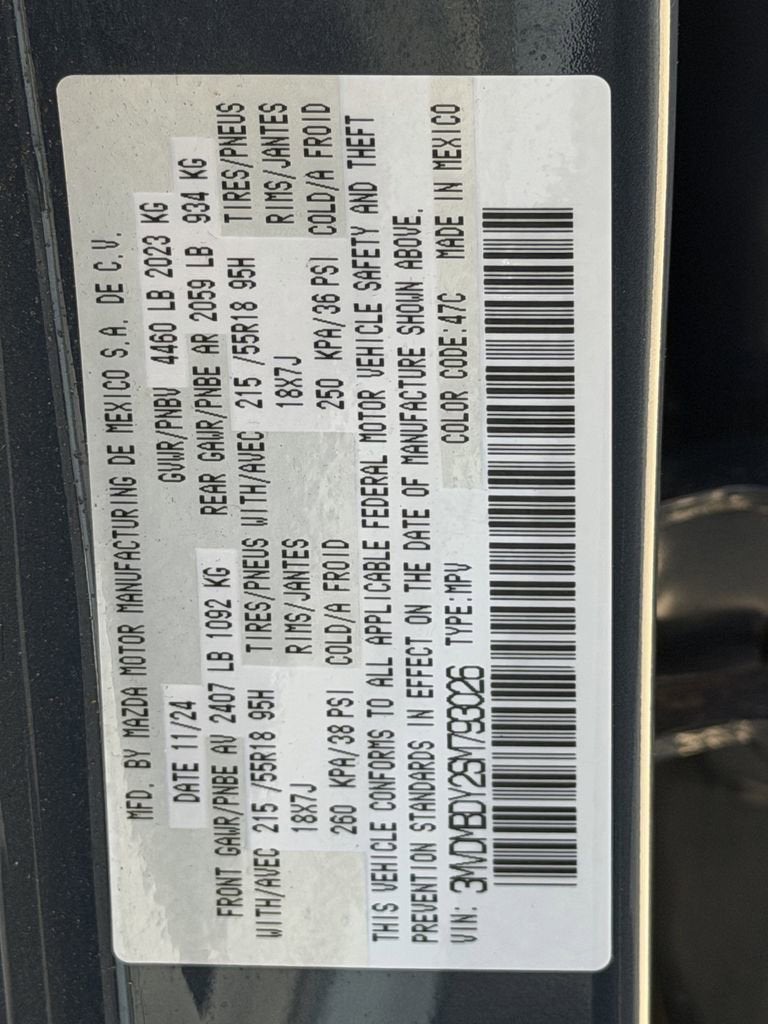 MFD. BY MAZDA MOTOR MANUFACTURING DE MEXICO S.A. DE C.V.
DATE 11/24 GVWR/PNBV 4460 LB 2023 KG
FRONT GAWR/PNBE AV 2407 LB 1092 KG REAR GAWR/PNBE AR 2059 LB 934 KG
WITH/AVEC 215 /55R18 95H TIRES/PNEUS WITH/AVEC 215 /55R18 95H TIRES/PNEUS
18X7J RIMS/JANTES 18X7J RIMS/JANTES
260 KPA/38 PSI COLD/A FROID 250 KPA/36 PSI COLD/A FROID
THIS VEHICLE CONFORMS TO ALL APPLICABLE FEDERAL MOTOR VEHICLE SAFETY AND THEFT
PREVENTION STANDARDS IN EFFECT ON THE DATE OF MANUFACTURE SHOWN ABOVE.
VIN: 3MVDMBDY2SM793026 TYPE:MPV COLOR CODE:47C MADE IN MEXICO